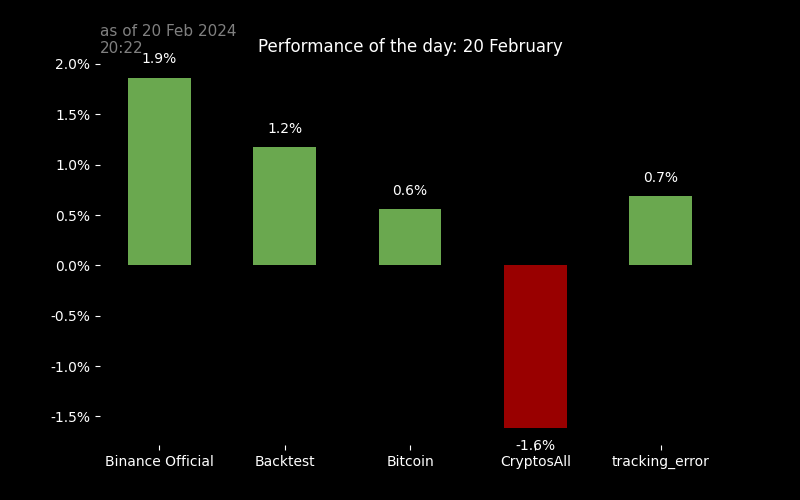 as of 20 Feb 2024
20:22
Performance of the day: 20 February
2.0%
1.5%
1.0%
0.5%
0.0%
-0.5%
-1.0%
-1.5%
1.9%
1.2%
0.6%
-1.6%
0.7%
Binance Official
Backtest
Bitcoin
CryptosAll
tracking_error